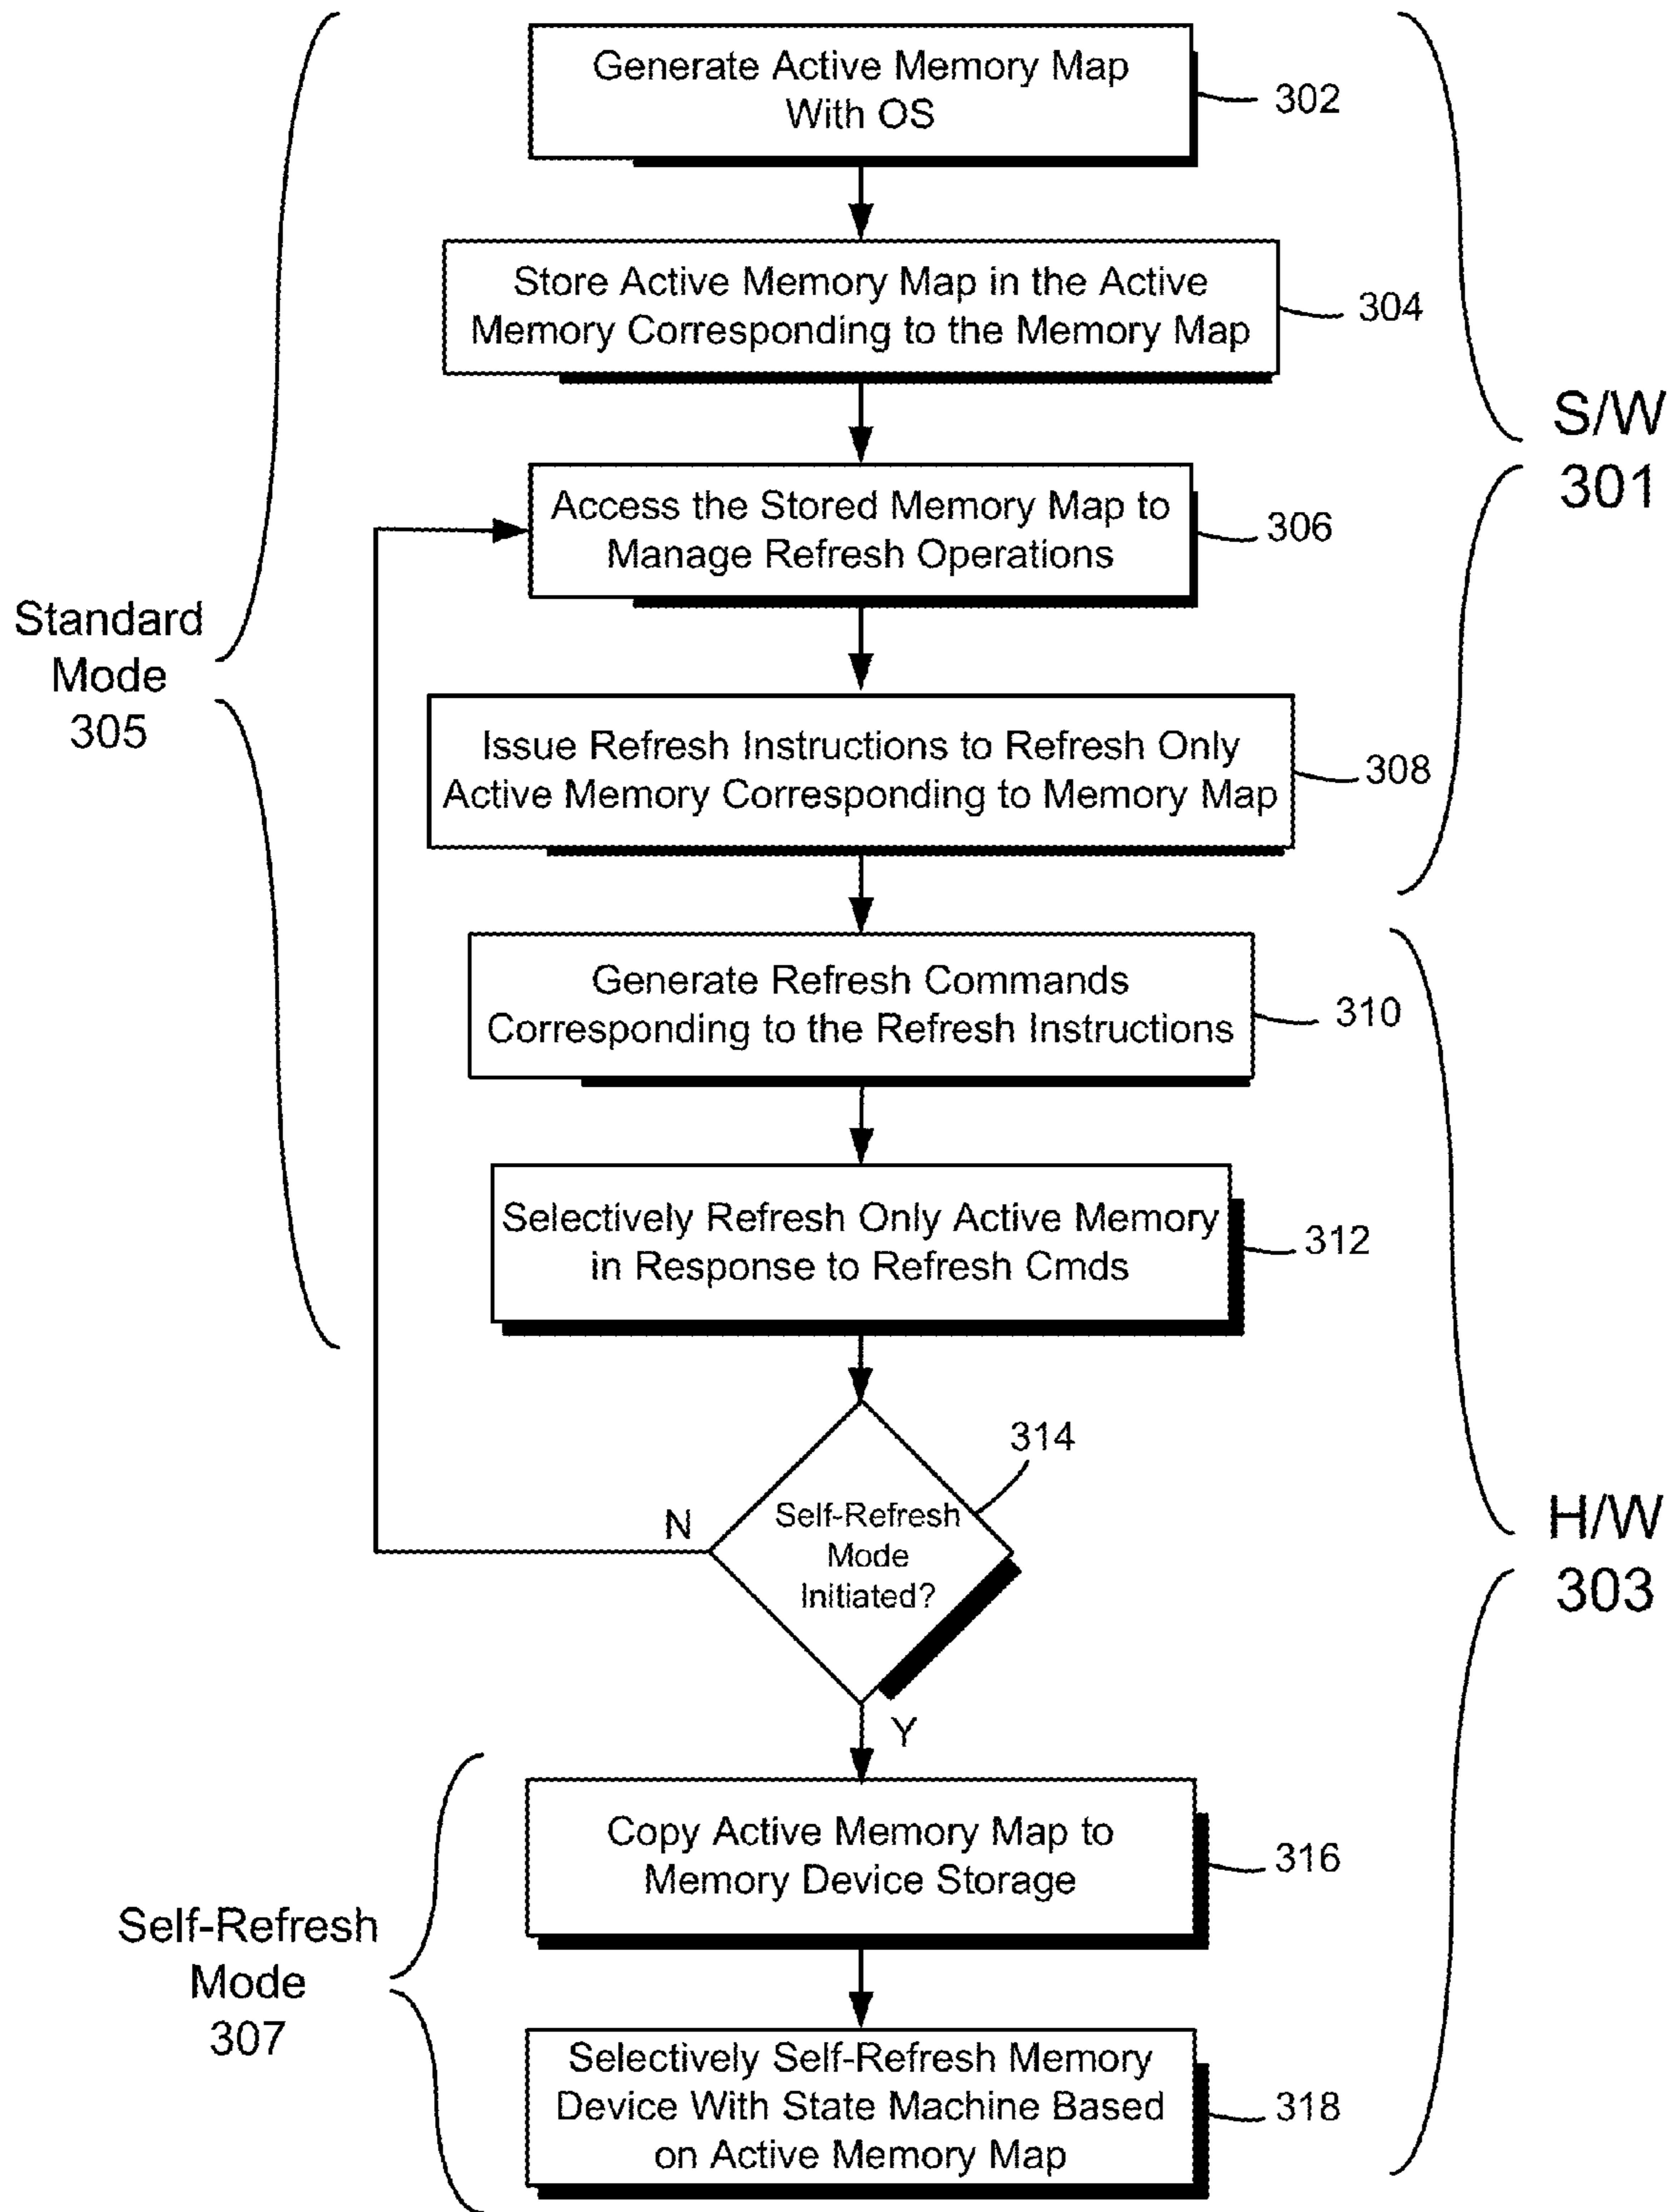 Generate Active Memory Map
With OS
302
Store Active Memory Map in the Active
Memory Corresponding to the Memory Map
304
S/W
301
Access the Stored Memory Map to
Manage Refresh Operations
306
Standard
Mode
305
Issue Refresh Instructions to Refresh Only
Active Memory Corresponding to Memory Map
308
Generate Refresh Commands
Corresponding to the Refresh Instructions
310
Selectively Refresh Only Active Memory
in Response to Refresh Cmds
312
314
Self-Refresh
Mode
Initiated?
N
Y
H/W
303
Copy Active Memory Map to
Memory Device Storage
316
Self-Refresh
Mode
307
Selectively Self-Refresh Memory
Device With State Machine Based
on Active Memory Map
318